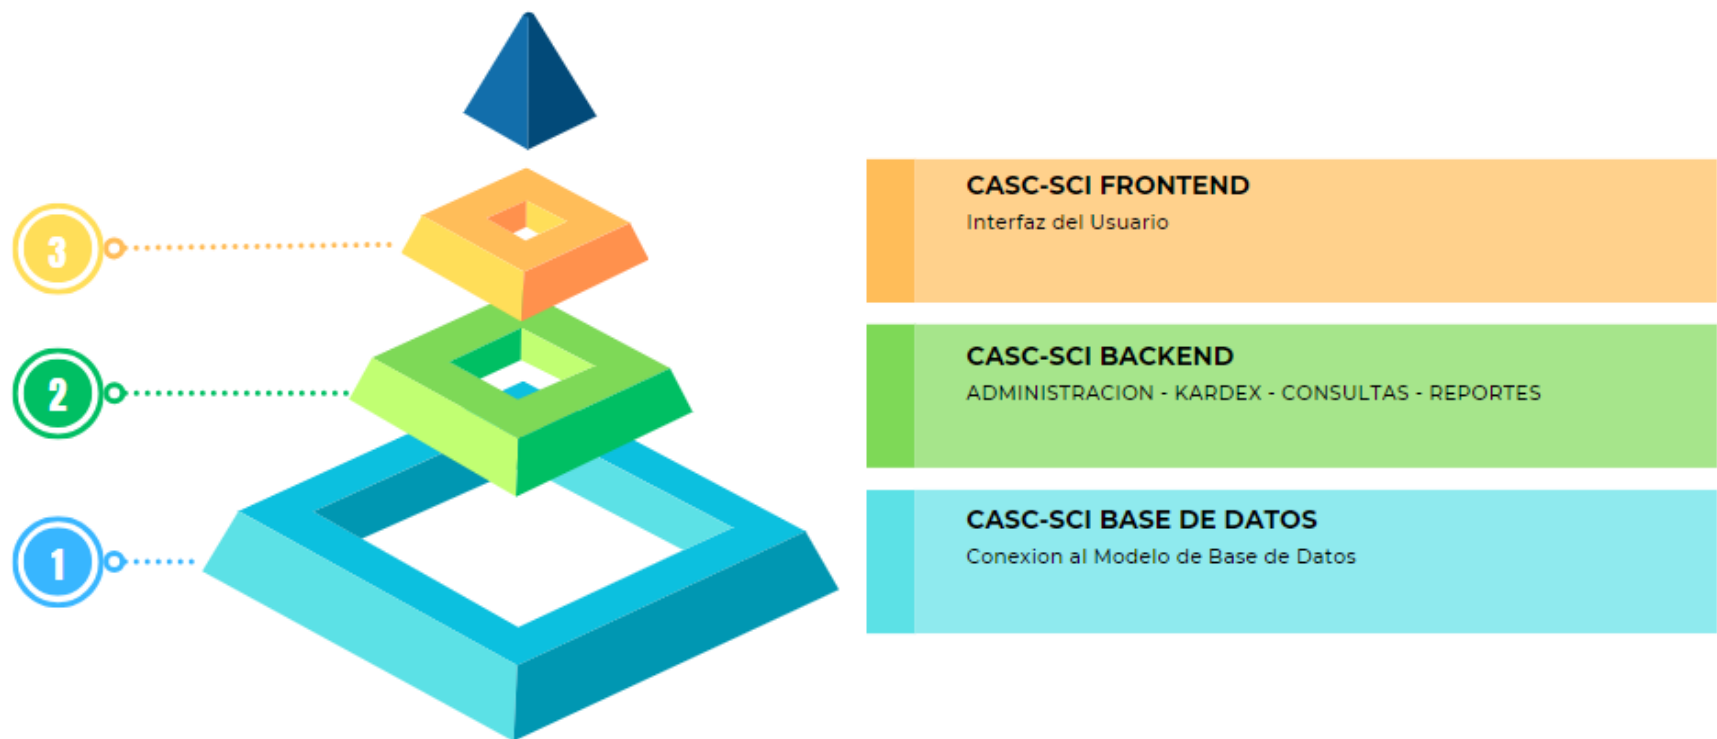 3
CASC-SCI FRONTEND
Interfaz del Usuario
2
CASC-SCI BACKEND
ADMINISTRACION - KARDEX - CONSULTAS - REPORTES
1
CASC-SCI BASE DE DATOS
Conexion al Modelo de Base de Datos